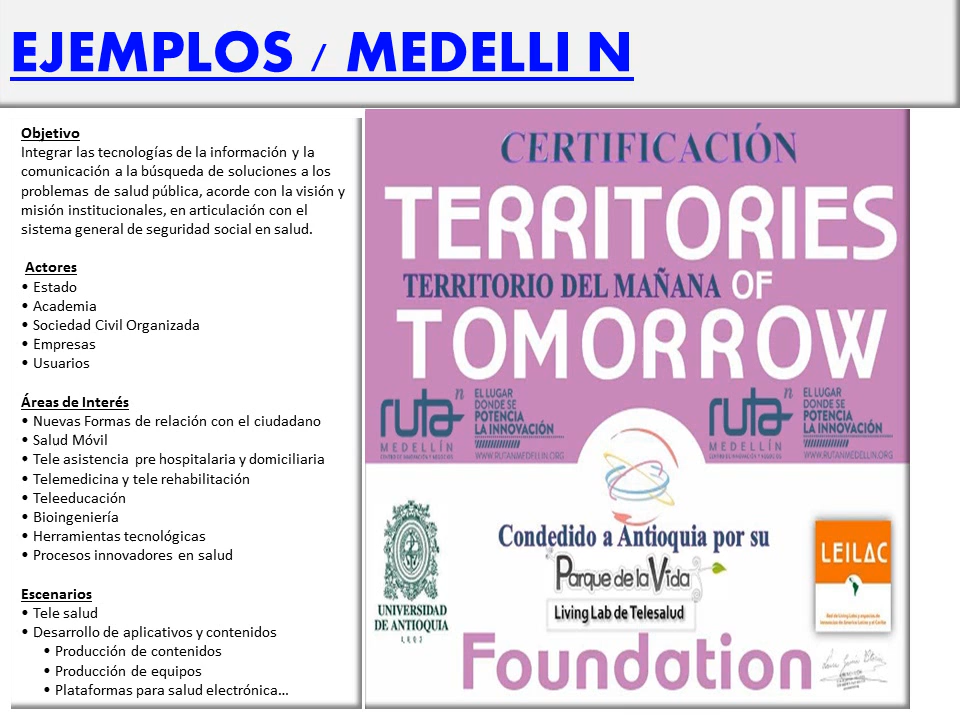 EJEMPLOS / MEDELLI N
Objetivo
Integrar las tecnologías de la información y la
comunicación a la búsqueda de soluciones a los
problemas de salud pública, acorde con la visión y
misión institucionales, en articulación con el
sistema general de seguridad social en salud.
Actores
• Estado
• Academia
• Sociedad Civil Organizada
• Empresas
• Usuarios
Áreas de Interés
• Nuevas Formas de relación con el ciudadano
• Salud Móvil
• Tele asistencia pre hospitalaria y domiciliaria
• Telemedicina y tele rehabilitación
• Teleeducación
• Bioingeniería
• Herramientas tecnológicas
• Procesos innovadores en salud
Escenarios
• Tele salud
• Desarrollo de aplicativos y contenidos
• Producción de contenidos
• Producción de equipos
• Plataformas para salud electrónica...
CERTIFICACIÓN
TERRITORIES
TERRITORIO DEL MAÑANA OF
TOMORROW
ruta n
MEDELLÍN
EL LUGAR
DONDE SE
POTENCIA
LA INNOVACIÓN
WWW.RUTANMEDELLIN.ORG
ruta n
MEDELLÍN
EL LUGAR
DONDE SE
POTENCIA
LA INNOVACIÓN
WWW.RUTANMEDELLIN.ORG
Condedido a Antioquia por su
Parque de la Vida
Living Lab de Telesalud
UNIVERSIDAD
DE ANTIOQUIA
1803
LEILAC
Foundation